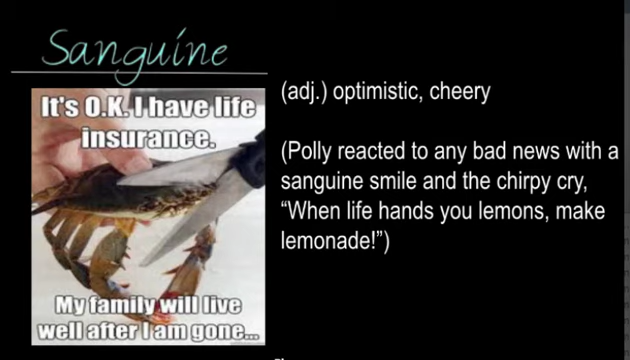 Sanguine
It's O.K. I have life
insurance.
My family will live
well after I am gone...
(adj.) optimistic, cheery
(Polly reacted to any bad news with a
sanguine smile and the chirpy cry,
“When life hands you lemons, make
lemonade!”)